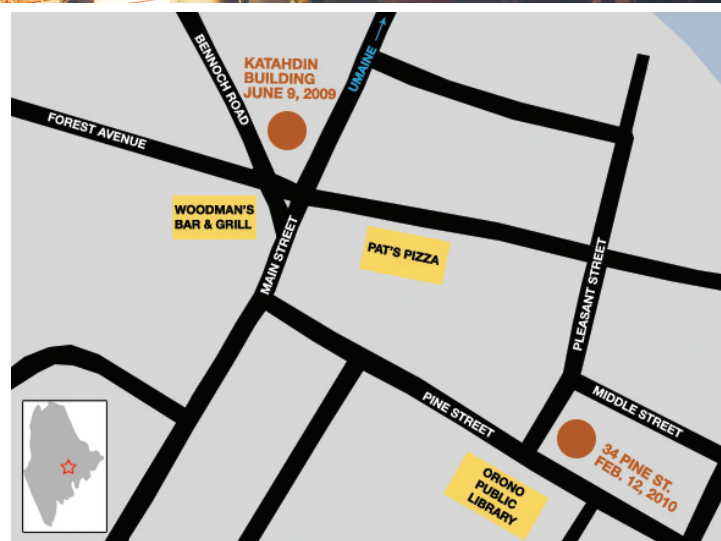 BENNOCH ROAD
KATAHDIN
BUILDING
JUNE 9, 2009
UMAINE
FOREST AVENUE
WOODMAN'S
BAR & GRILL
MAIN STREET
PAT'S PIZZA
PLEASANT STREET
MIDDLE STREET
PINE STREET
34 PINE ST.
FEB. 12, 2010
ORONO
PUBLIC
LIBRARY